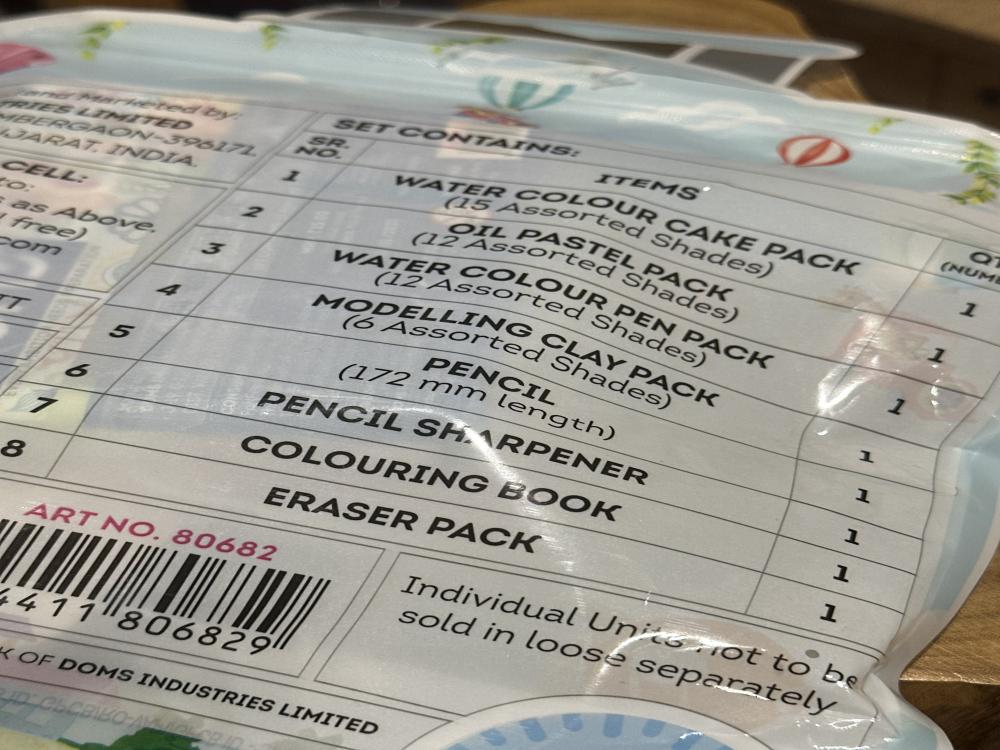 and Marketed by:
TRIES LIMITED
MBERGAON-396171,
UJARAT. INDIA.
CELL:
to:
s as Above.
l free)
com
SET CONTAINS:
SR. NO. ITEMS QT (NUM
1 WATER COLOUR CAKE PACK 1
(15 Assorted Shades)
2 OIL PASTEL PACK 1
(12 Assorted Shades)
3 WATER COLOUR PEN PACK 1
(12 Assorted Shades)
4 MODELLING CLAY PACK 1
(6 Assorted Shades)
5 PENCIL 1
(172 mm length)
6 PENCIL SHARPENER 1
7 COLOURING BOOK 1
8 ERASER PACK 1
ART NO. 80682
4411 806829
Individual Units not to be
sold in loose separately
K OF DOMS INDUSTRIES LIMITED